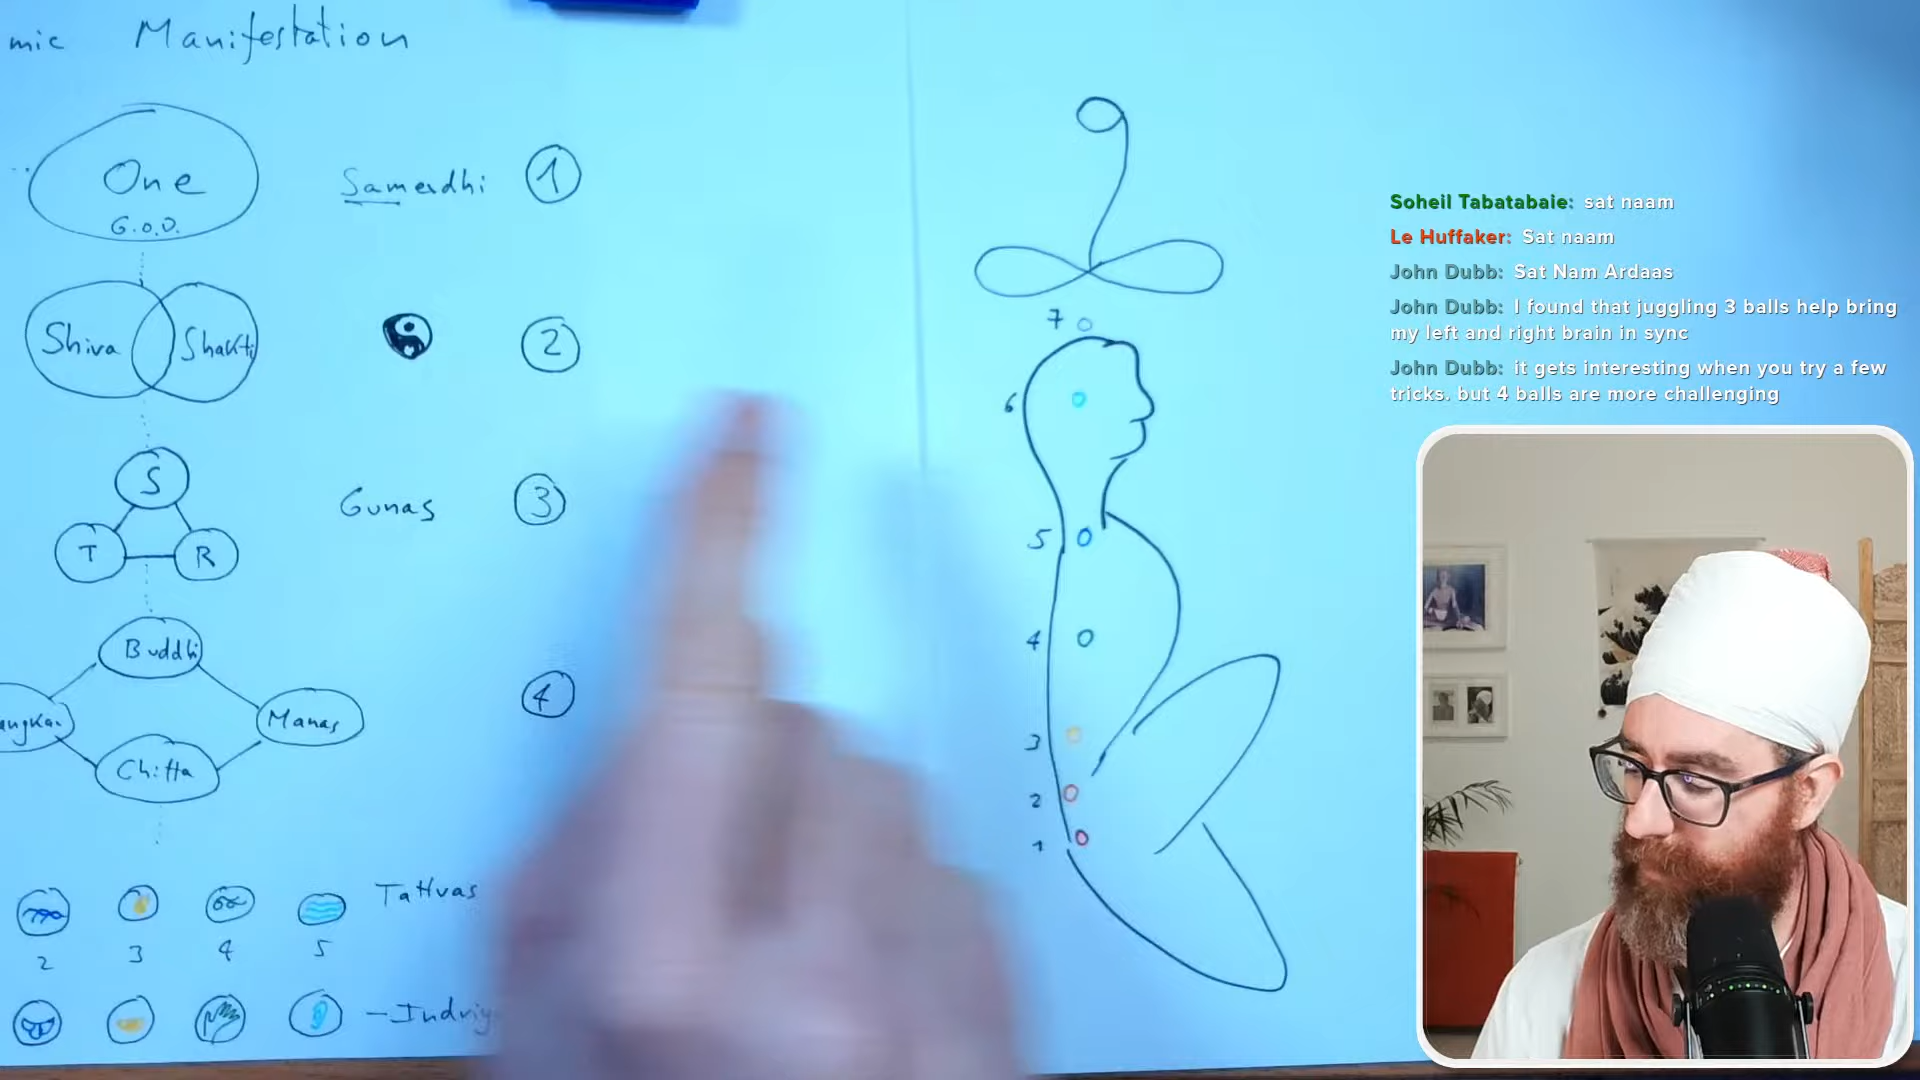 mic Manifestation
One
G.O.D.
Samadhi 1
Shiva Shakti 2
S
T R
Gunas 3
Buddhi
angka. Manas
Chitta
4
Tattvas
2 3 4 5
-Indriy
7
6
5
4
3
2
1
Soheil Tabatabaie: sat naam
Le Huffaker: Sat naam
John Dubb: Sat Nam Ardaas
John Dubb: I found that juggling 3 balls help bring
my left and right brain in sync
John Dubb: it gets interesting when you try a few
tricks. but 4 balls are more challenging